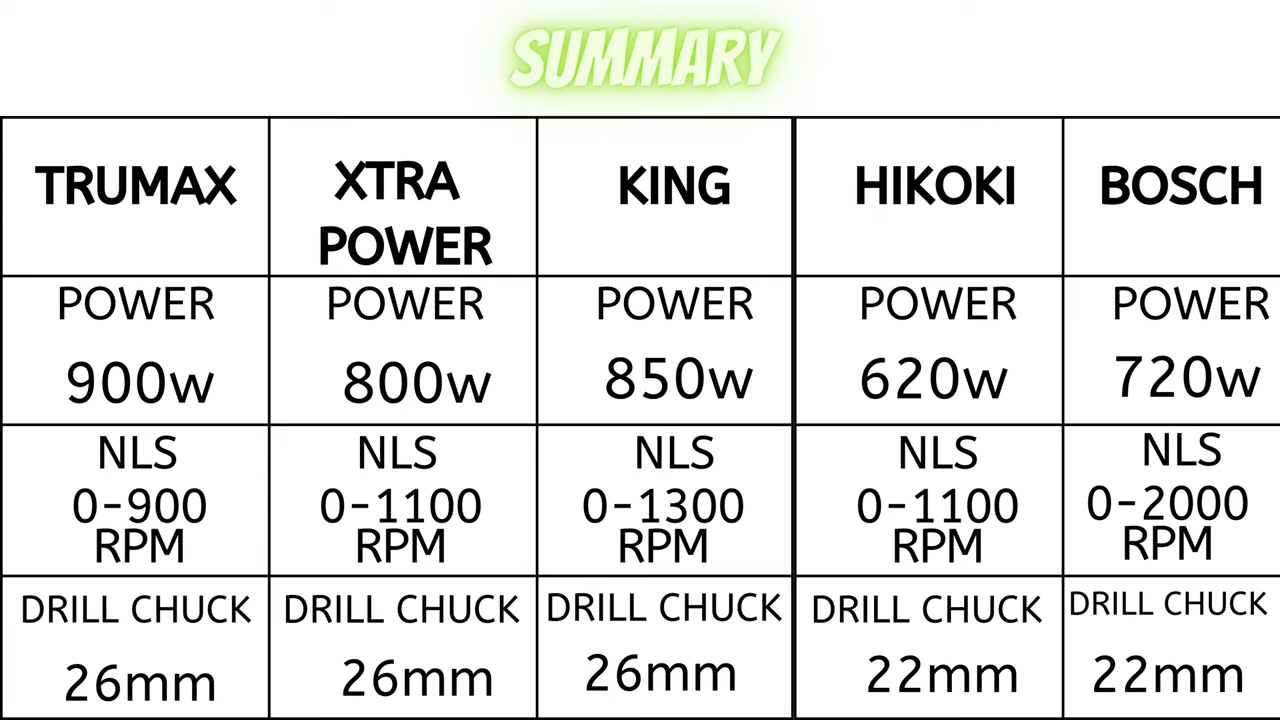 SUMMARY
TRUMAX
XTRA
POWER
KING
HIKOKI
BOSCH
POWER
900w
POWER
800w
POWER
850w
POWER
620w
POWER
720w
NLS
0-900
RPM
NLS
0-1100
RPM
NLS
0-1300
RPM
NLS
0-1100
RPM
NLS
0-2000
RPM
DRILL CHUCK
26mm
DRILL CHUCK
26mm
DRILL CHUCK
26mm
DRILL CHUCK
22mm
DRILL CHUCK
22mm